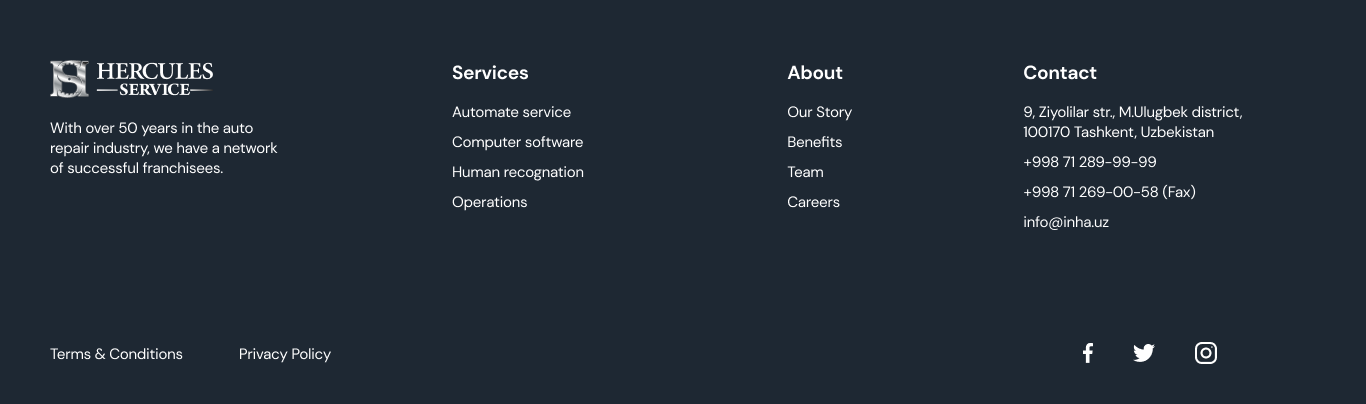 HERCULES
SERVICE
With over 50 years in the auto
repair industry, we have a network
of successful franchisees.
Services
Automate service
Computer software
Human recognation
Operations
About
Our Story
Benefits
Team
Careers
Contact
9, Ziyolilar str., M.Ulugbek district,
100170 Tashkent, Uzbekistan
+998 71 289-99-99
+998 71 269-00-58 (Fax)
info@inha.uz
Terms & Conditions
Privacy Policy